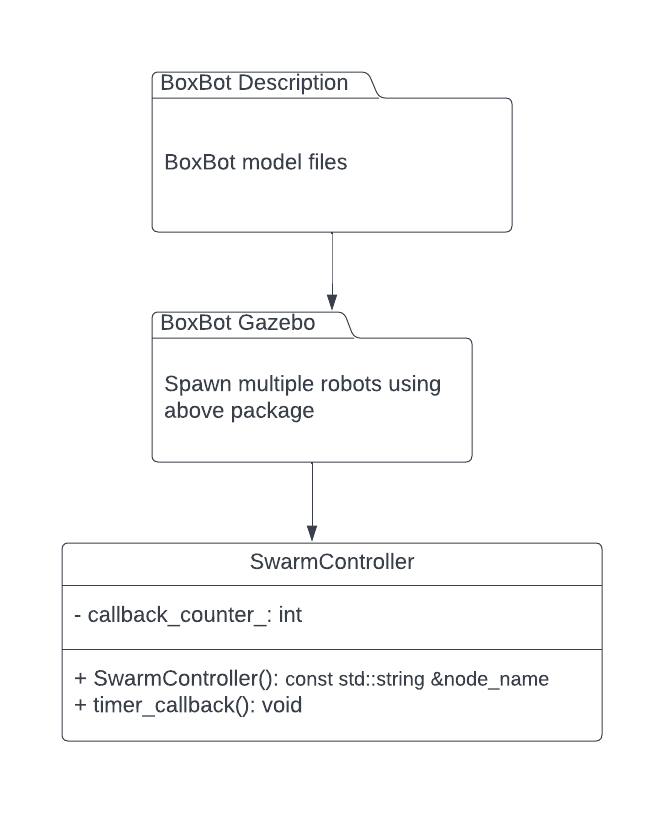 BoxBot Description
BoxBot model files
BoxBot Gazebo
Spawn multiple robots using
above package
SwarmController
- callback_counter_: int
+ SwarmController(): const std::string &node_name
+ timer_callback(): void